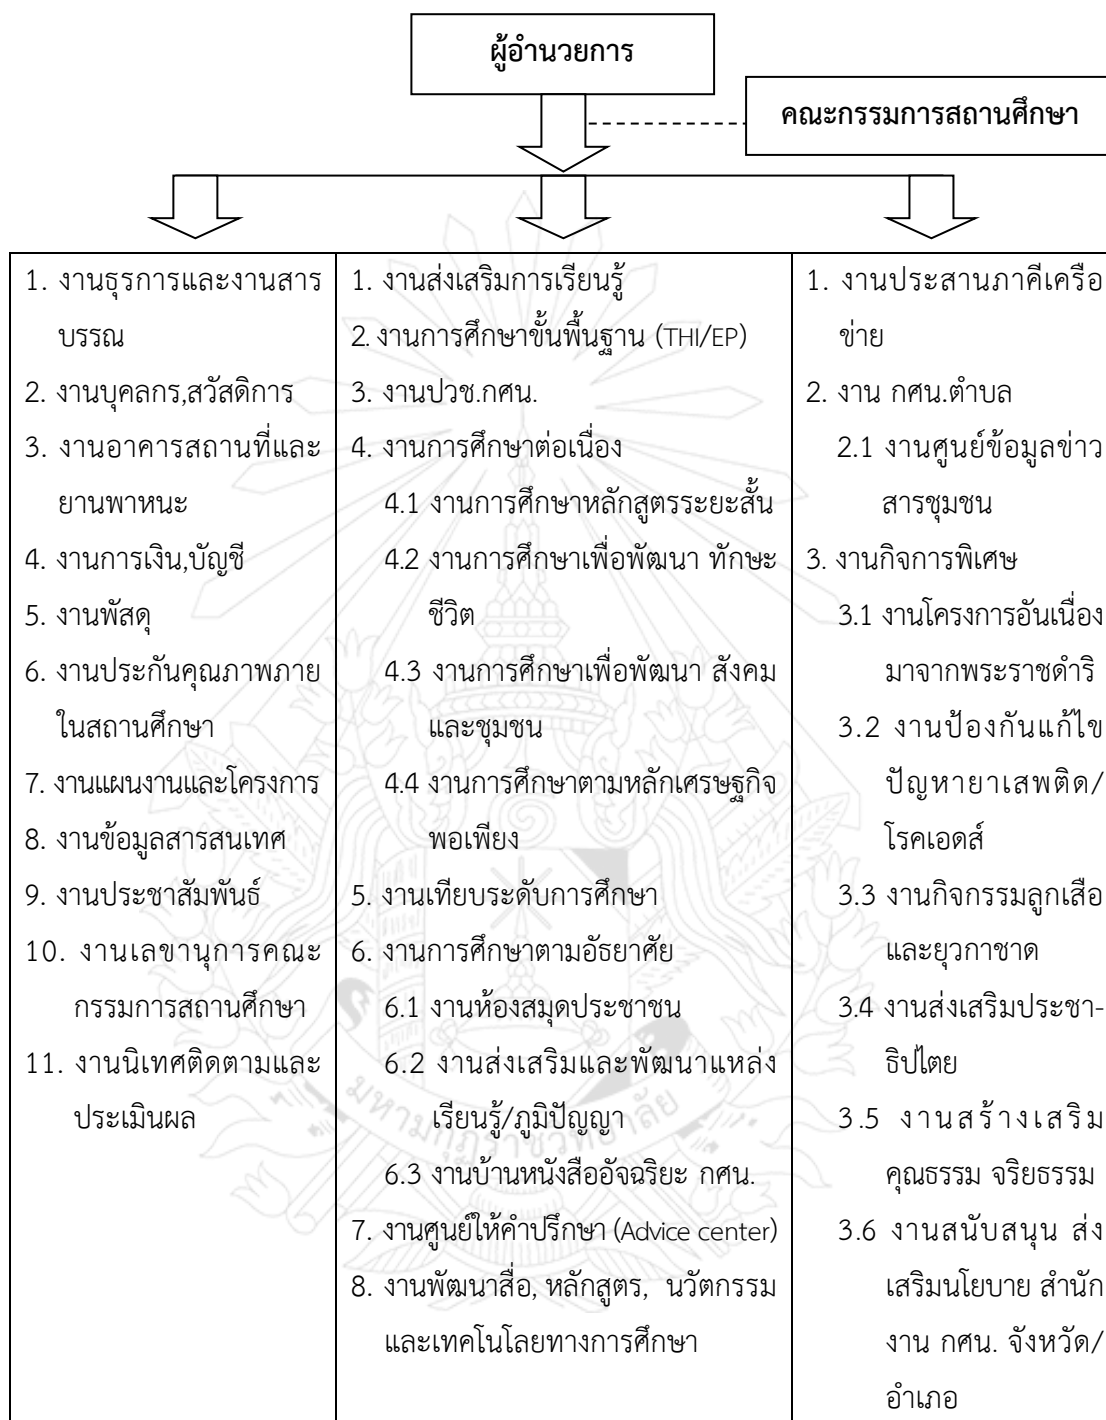 ผู้อำนวยการ
คณะกรรมการสถานศึกษา
1. งานธุรการและงานสาร
บรรณ
2. งานบุคลกร,สวัสดิการ
3. งานอาคารสถานที่และ
ยานพาหนะ
4. งานการเงิน,บัญชี
5. งานพัสดุ
6. งานประกันคุณภาพภาย
ในสถานศึกษา
7. งานแผนงานและโครงการ
8. งานข้อมูลสารสนเทศ
9. งานประชาสัมพันธ์
10. งานเลขานุการคณะ
กรรมการสถานศึกษา
11. งานนิเทศติดตามและ
ประเมินผล
1. งานส่งเสริมการเรียนรู้
2. งานการศึกษาขั้นพื้นฐาน (THI/EP)
3. งานปวช.กศน.
4. งานการศึกษาต่อเนื่อง
4.1 งานการศึกษาหลักสูตรระยะสั้น
4.2 งานการศึกษาเพื่อพัฒนา ทักษะ
ชีวิต
4.3 งานการศึกษาเพื่อพัฒนา สังคม
และชุมชน
4.4 งานการศึกษาตามหลักเศรษฐกิจ
พอเพียง
5. งานเทียบระดับการศึกษา
6. งานการศึกษาตามอัธยาศัย
6.1 งานห้องสมุดประชาชน
6.2 งานส่งเสริมและพัฒนาแหล่ง
เรียนรู้/ภูมิปัญญา
6.3 งานบ้านหนังสืออัจฉริยะ กศน.
7. งานศูนย์ให้คำปรึกษา (Advice center)
8. งานพัฒนาสื่อ, หลักสูตร, นวัตกรรม
และเทคโนโลยทางการศึกษา
1. งานประสานภาคีเครือ
ข่าย
2. งาน กศน.ตำบล
2.1 งานศูนย์ข้อมูลข่าว
สารชุมชน
3. งานกิจการพิเศษ
3.1 งานโครงการอันเนื่อง
มาจากพระราชดำริ
3.2 งานป้องกันแก้ไข
ปัญหายาเสพติด/
โรคเอดส์
3.3 งานกิจกรรมลูกเสือ
และยุวกาชาด
3.4 งานส่งเสริมประชา-
ธิปไตย
3.5 งานสร้างเสริม
คุณธรรม จริยธรรม
3.6 งานสนับสนุน ส่ง
เสริมนโยบาย สำนัก
งาน กศน. จังหวัด/
อำเภอ
มหามกุฏราชวิทยาลัย